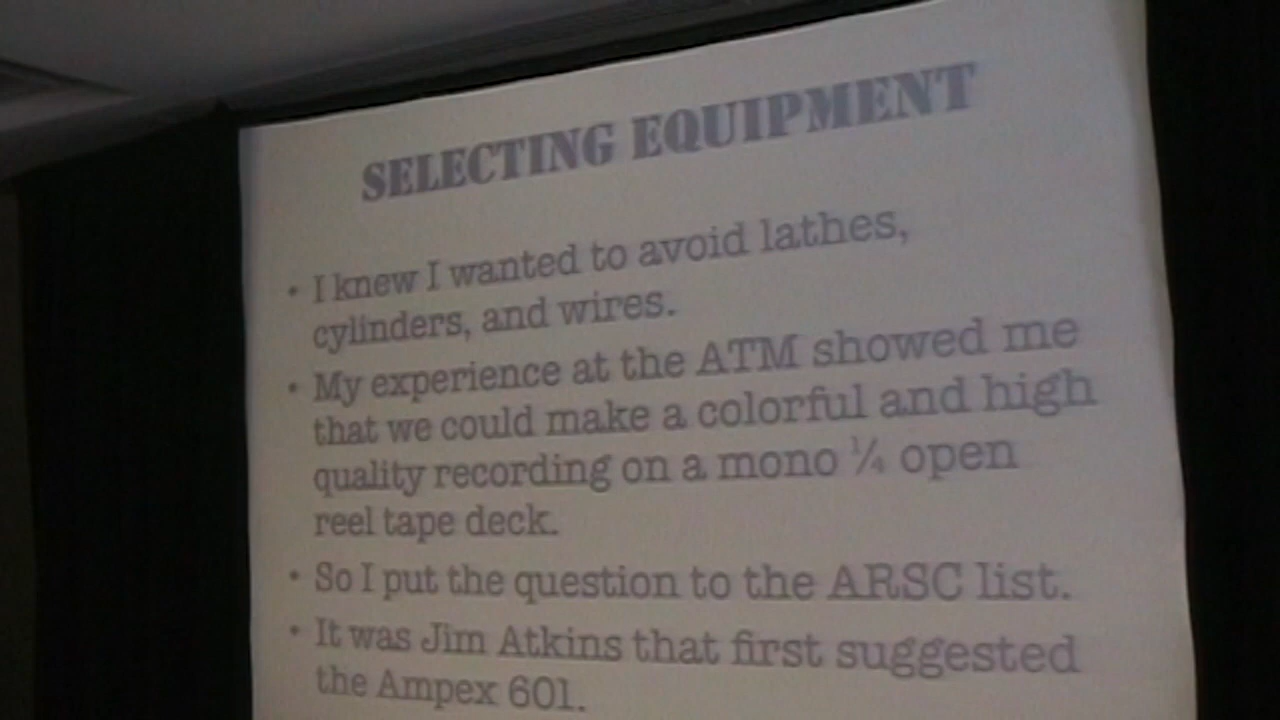 SELECTING EQUIPMENT
• I knew I wanted to avoid lathes,
cylinders, and wires.
• My experience at the ATM showed me
that we could make a colorful and high
quality recording on a mono ¼ open
reel tape deck.
• So I put the question to the ARSC list.
• It was Jim Atkins that first suggested
the Ampex 601.